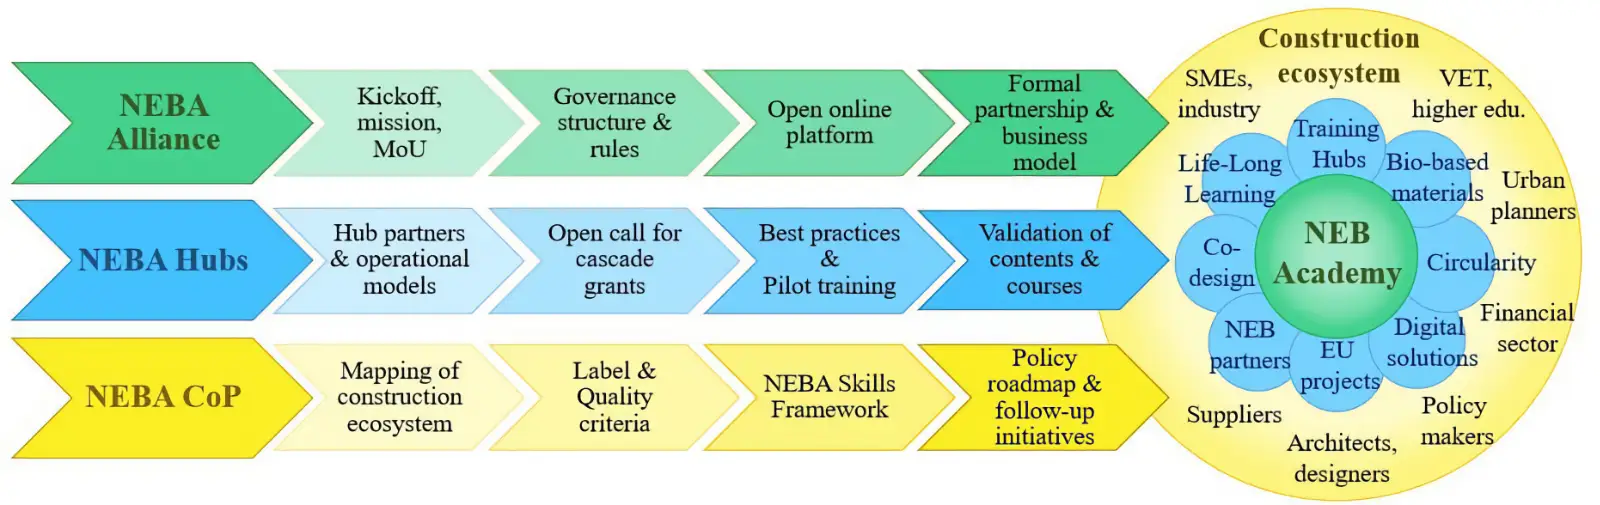 NEBA
Alliance
Kickoff,
mission,
MoU
Governance
structure &
rules
Open online
platform
Formal
partnership &
business
model
NEBA Hubs
Hub partners
& operational
models
Open call for
cascade
grants
Best practices
&
Pilot training
Validation of
contents &
courses
NEBA CoP
Mapping of
construction
ecosystem
Label &
Quality
criteria
NEBA Skills
Framework
Policy
roadmap &
follow-up
initiatives
Construction
ecosystem
SMEs,
industry
VET,
higher edu.
Urban
planners
Financial
sector
Policy
makers
Architects,
designers
Suppliers
Training
Hubs
Bio-based
materials
Circularity
Digital
solutions
EU
projects
NEB
partners
Co-
design
Life-Long
Learning
NEB
Academy